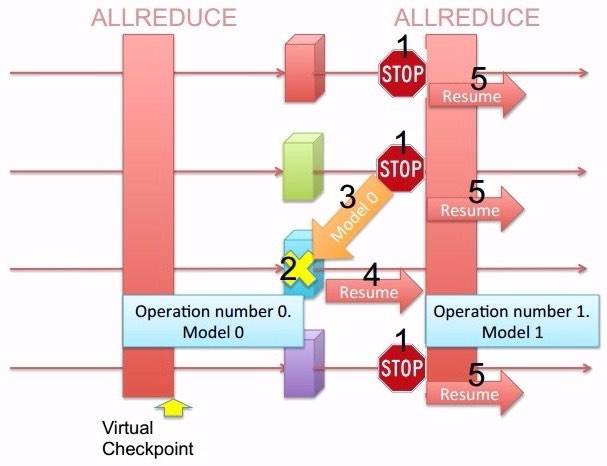 ALLREDUCE
ALLREDUCE
1
STOP
5
Resume
1
STOP
3
Model 0
5
Resume
2
4
Resume
Operation number 0.
Model 0
Operation number 1.
Model 1
1
STOP
5
Resume
Virtual
Checkpoint